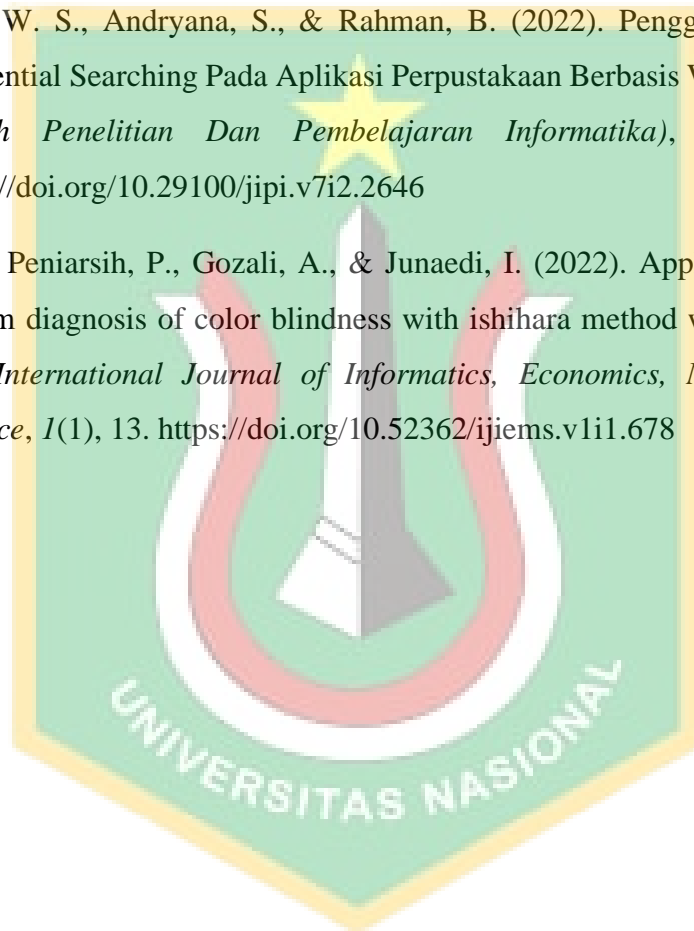 W. S., Andryana, S., & Rahman, B. (2022). Pengg
ential Searching Pada Aplikasi Perpustakaan Berbasis
h Penelitian Dan Pembelajaran Informatika),
//doi.org/10.29100/jipi.v7i2.2646
Peniarsih, P., Gozali, A., & Junaedi, I. (2022). App
m diagnosis of color blindness with ishihara method
International Journal of Informatics, Economics,
ce, 1(1), 13. https://doi.org/10.52362/ijiems.v1i1.678
UNIVERSITAS NASIONAL